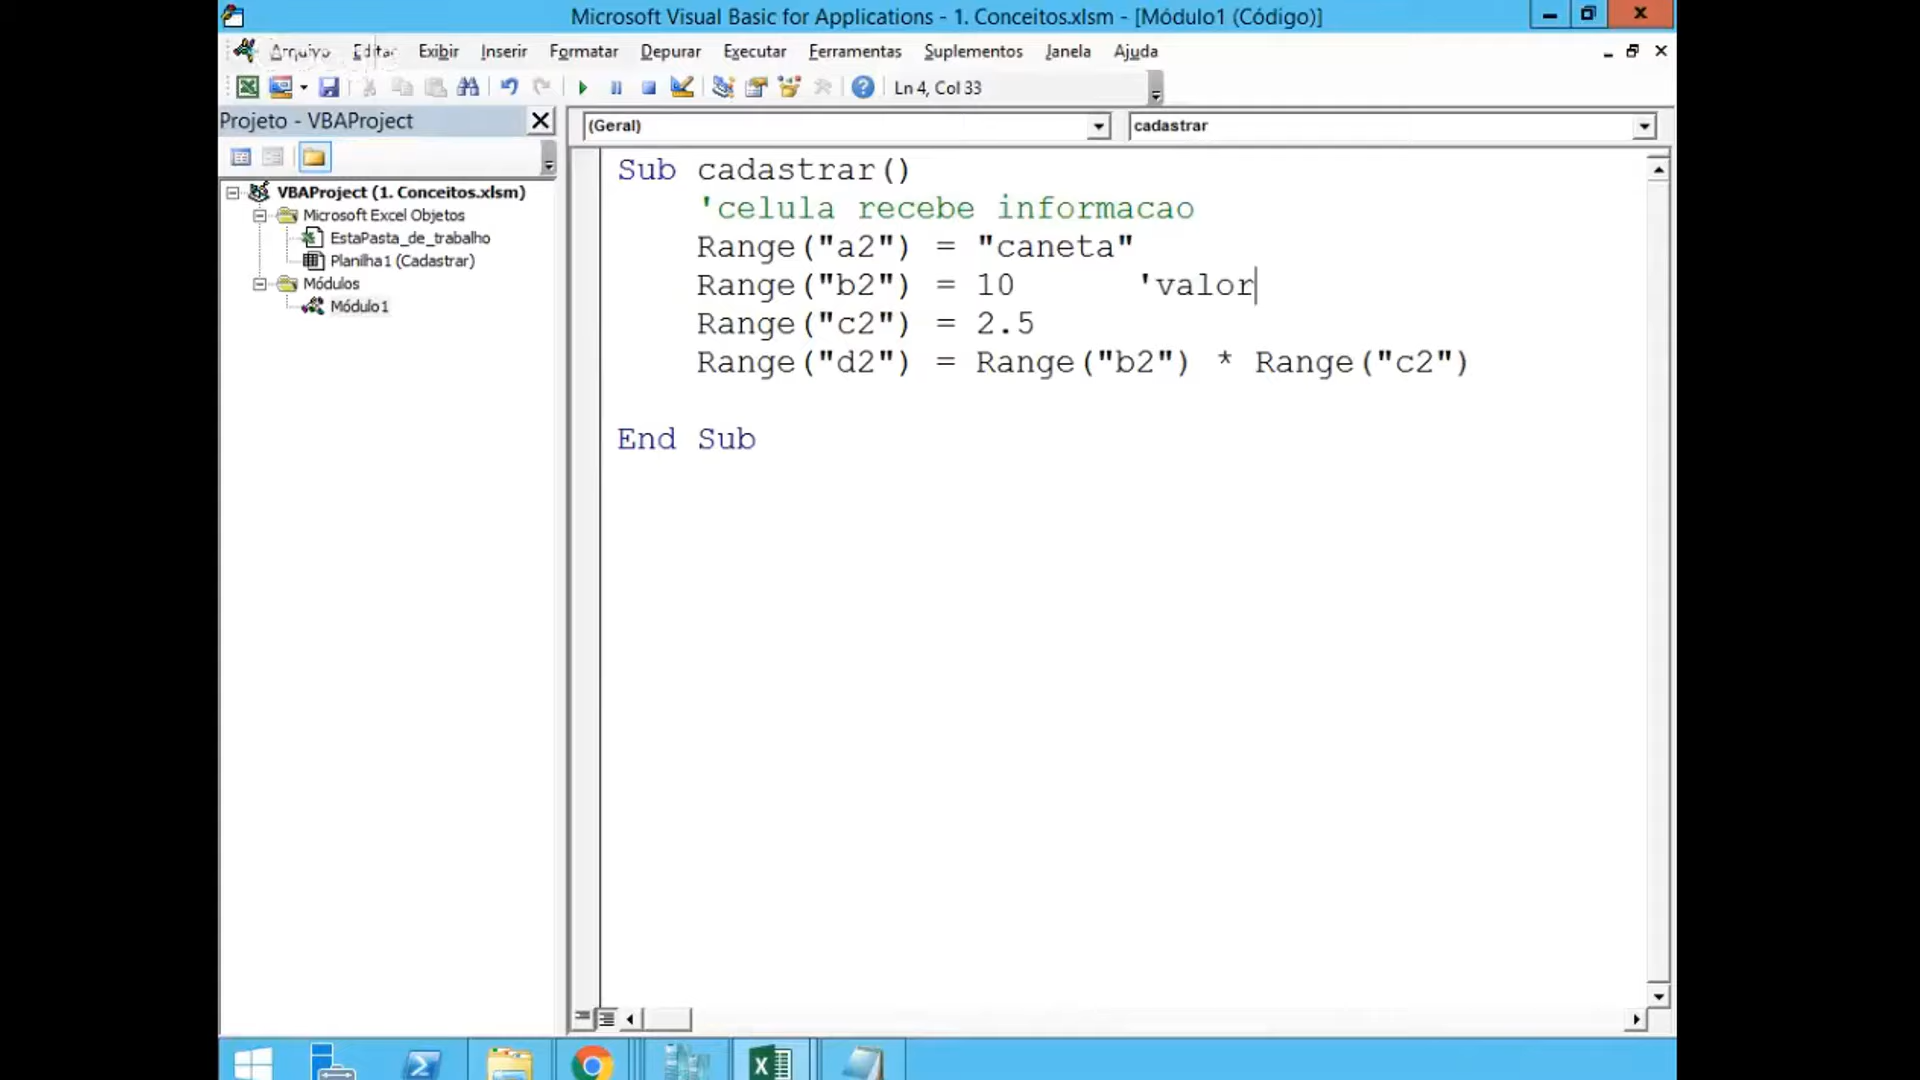 Microsoft Visual Basic for Applications - 1. Conceitos.xlsm - [Módulo1 (Código)]
Arquivo Editar Exibir Inserir Formatar Depurar Executar Ferramentas Suplementos Janela Ajuda
Ln 4, Col 33
Projeto - VBAProject
(Geral)
cadastrar
VBAProject (1. Conceitos.xlsm)
Microsoft Excel Objetos
EstaPasta_de_trabalho
Planilha1 (Cadastrar)
Módulos
Módulo1
Sub cadastrar()
'celula recebe informacao
Range("a2") = "caneta"
Range("b2") = 10 'valor
Range("c2") = 2.5
Range("d2") = Range("b2") * Range("c2")
End Sub